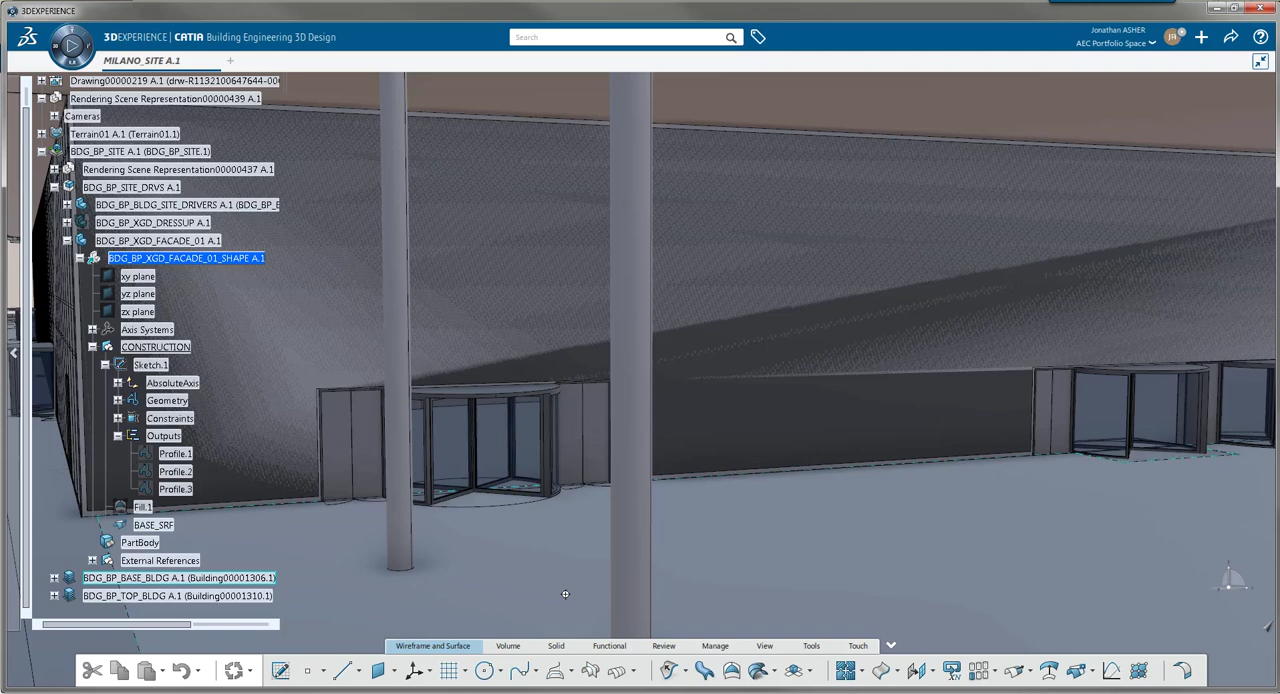 3DEXPERIENCE
3DEXPERIENCE | CATIA Building Engineering 3D Design
Search
Jonathan ASHER
AEC Portfolio Space
JA
MILANO_SITE A.1
Drawing00000219 A.1 (drw-R1132100647644-00
Rendering Scene Representation00000439 A.1
Cameras
Terrain01 A.1 (Terrain01.1)
BDG_BP_SITE A.1 (BDG_BP_SITE.1)
Rendering Scene Representation00000437 A.1
BDG_BP_SITE_DRVS A.1
BDG_BP_BLDG_SITE_DRIVERS A.1 (BDG_BP_E
BDG_BP_XGD_DRESSUP A.1
BDG_BP_XGD_FACADE_01 A.1
BDG_BP_XGD_FACADE_01_SHAPE A.1
xy plane
yz plane
zx plane
Axis Systems
CONSTRUCTION
Sketch.1
AbsoluteAxis
Geometry
Constraints
Outputs
Profile.1
Profile.2
Profile.3
Fill.1
BASE_SRF
PartBody
External References
BDG_BP_BASE_BLDG A.1 (Building00001306.1)
BDG_BP_TOP_BLDG A.1 (Building00001310.1)
Wireframe and Surface Volume Solid Functional Review Manage View Tools Touch